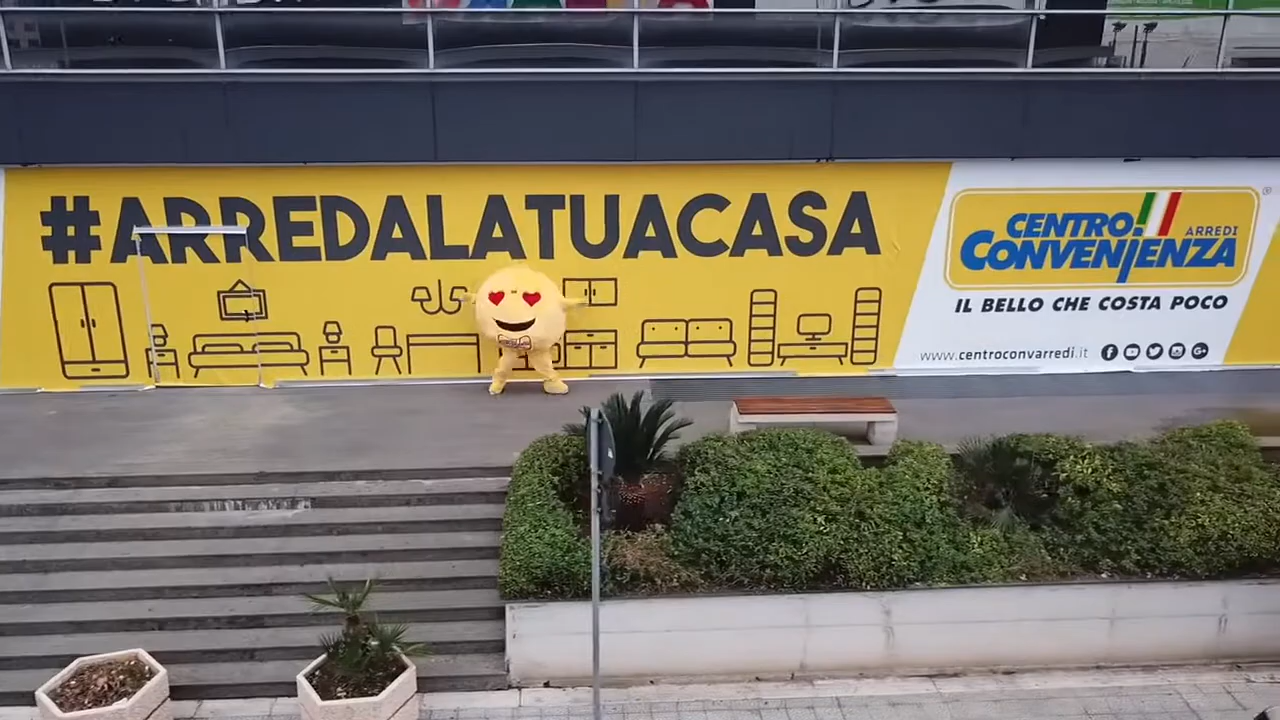 #ARREDALATUACASA
CENTRO
ARREDI
CONVENIENZA
IL BELLO CHE COSTA POCO
www.centroconvarredi.it